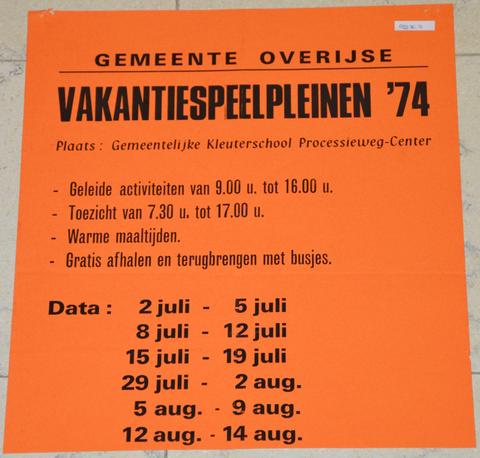 GEMEENTE OVERIJSE
VAKANTIESPEELPLEINEN '74
Plaats : Gemeentelijke Kleuterschool Processieweg-Center
- Geleide activiteiten van 9.00 u. tot 16.00 u.
- Toezicht van 7.30 u. tot 17.00 u.
- Warme maaltijden.
- Gratis afhalen en terugbrengen met busjes.
Data : 2 juli - 5 juli
8 juli - 12 juli
15 juli - 19 juli
29 juli - 2 aug.
5 aug. - 9 aug.
12 aug. - 14 aug.